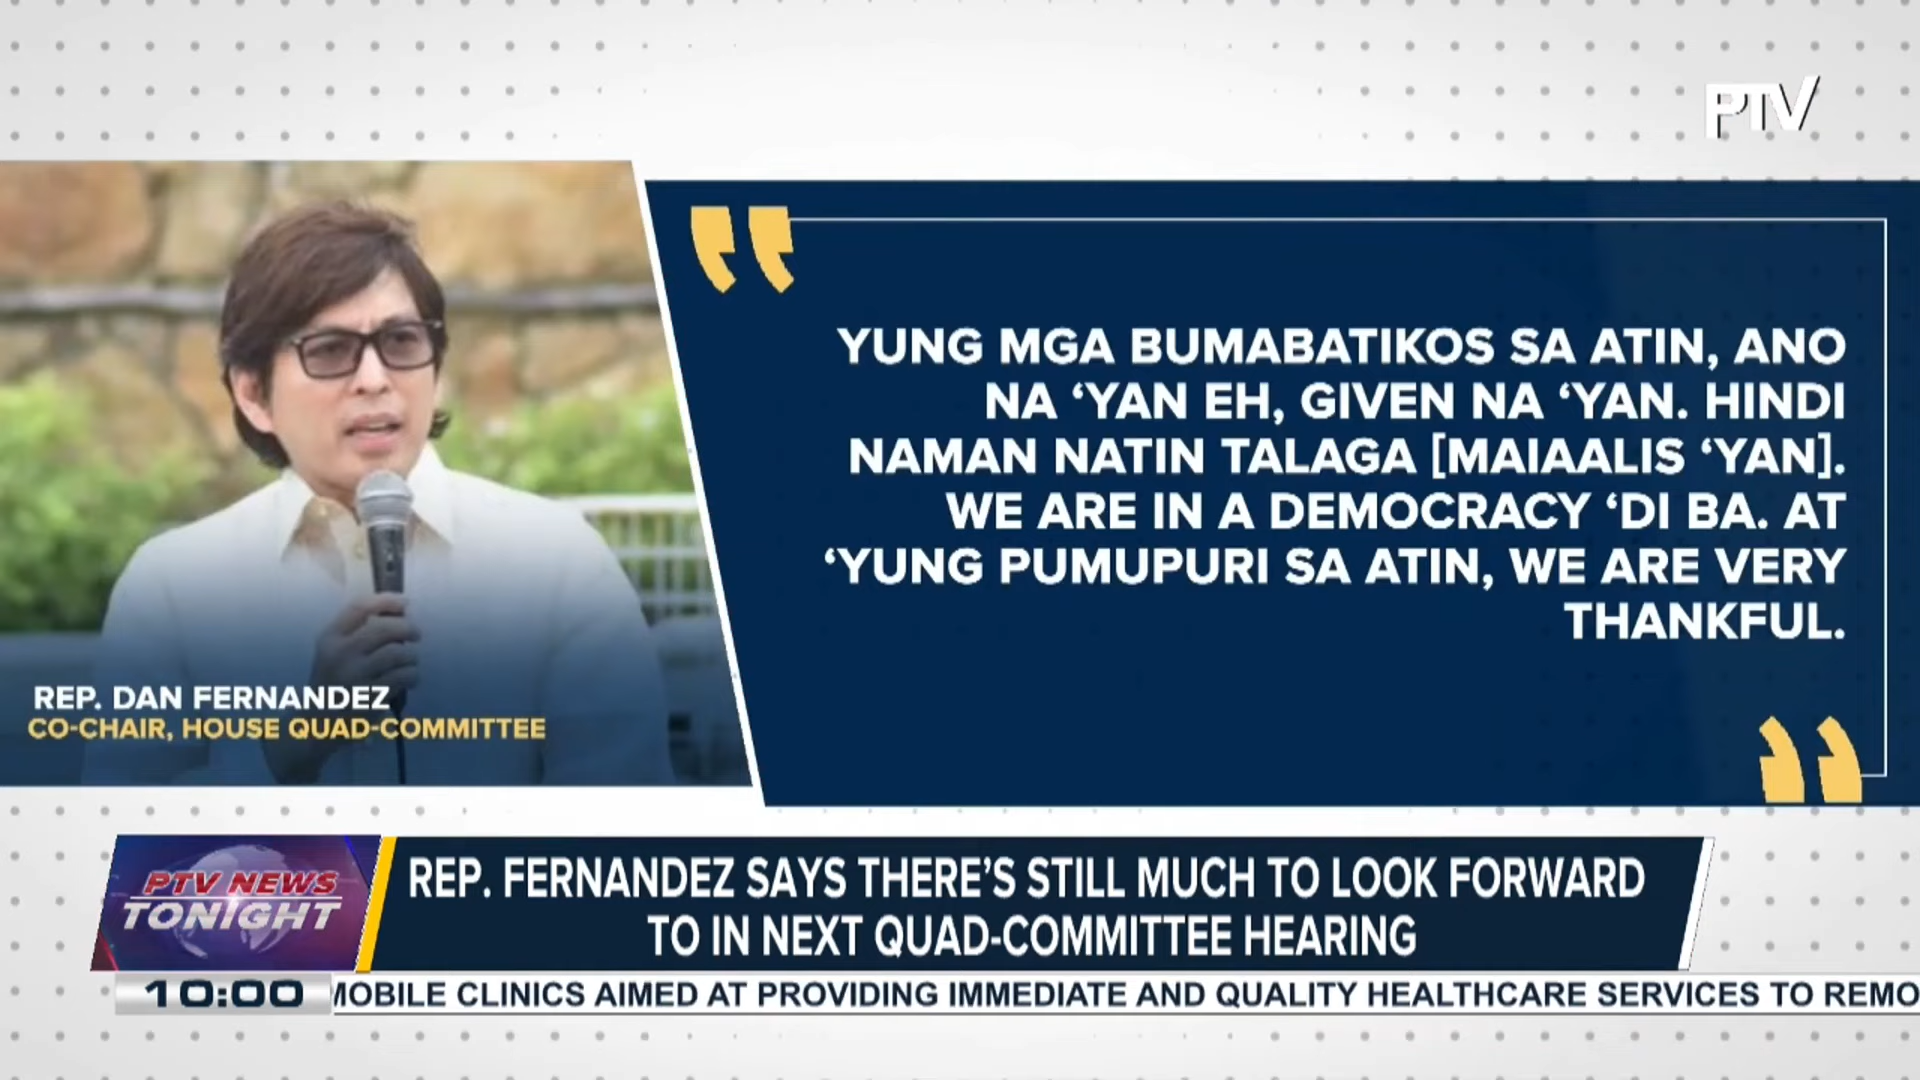 PTV
YUNG MGA BUMABATIKOS SA ATIN, ANO
NA ‘YAN EH, GIVEN NA ‘YAN. HINDI
NAMAN NATIN TALAGA [MAIAALIS ‘YAN].
WE ARE IN A DEMOCRACY ‘DI BA. AT
‘YUNG PUMUPURI SA ATIN, WE ARE VERY
THANKFUL.
REP. DAN FERNANDEZ
CO-CHAIR, HOUSE QUAD-COMMITTEE
PTV NEWS
TONIGHT
REP. FERNANDEZ SAYS THERE’S STILL MUCH TO LOOK FORWARD
TO IN NEXT QUAD-COMMITTEE HEARING
10:00
MOBILE CLINICS AIMED AT PROVIDING IMMEDIATE AND QUALITY HEALTHCARE SERVICES TO REMO